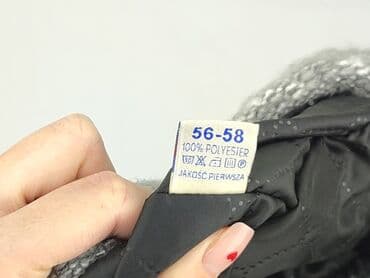 56-58
100% POLYESTER
JAKOŚĆ PIERWSZA